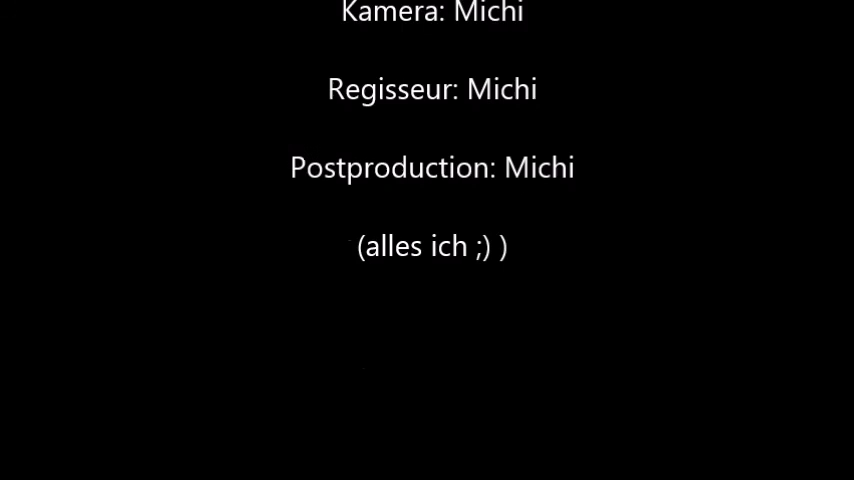 Kamera: Michi
Regisseur: Michi
Postproduction: Michi
(alles ich ;) )